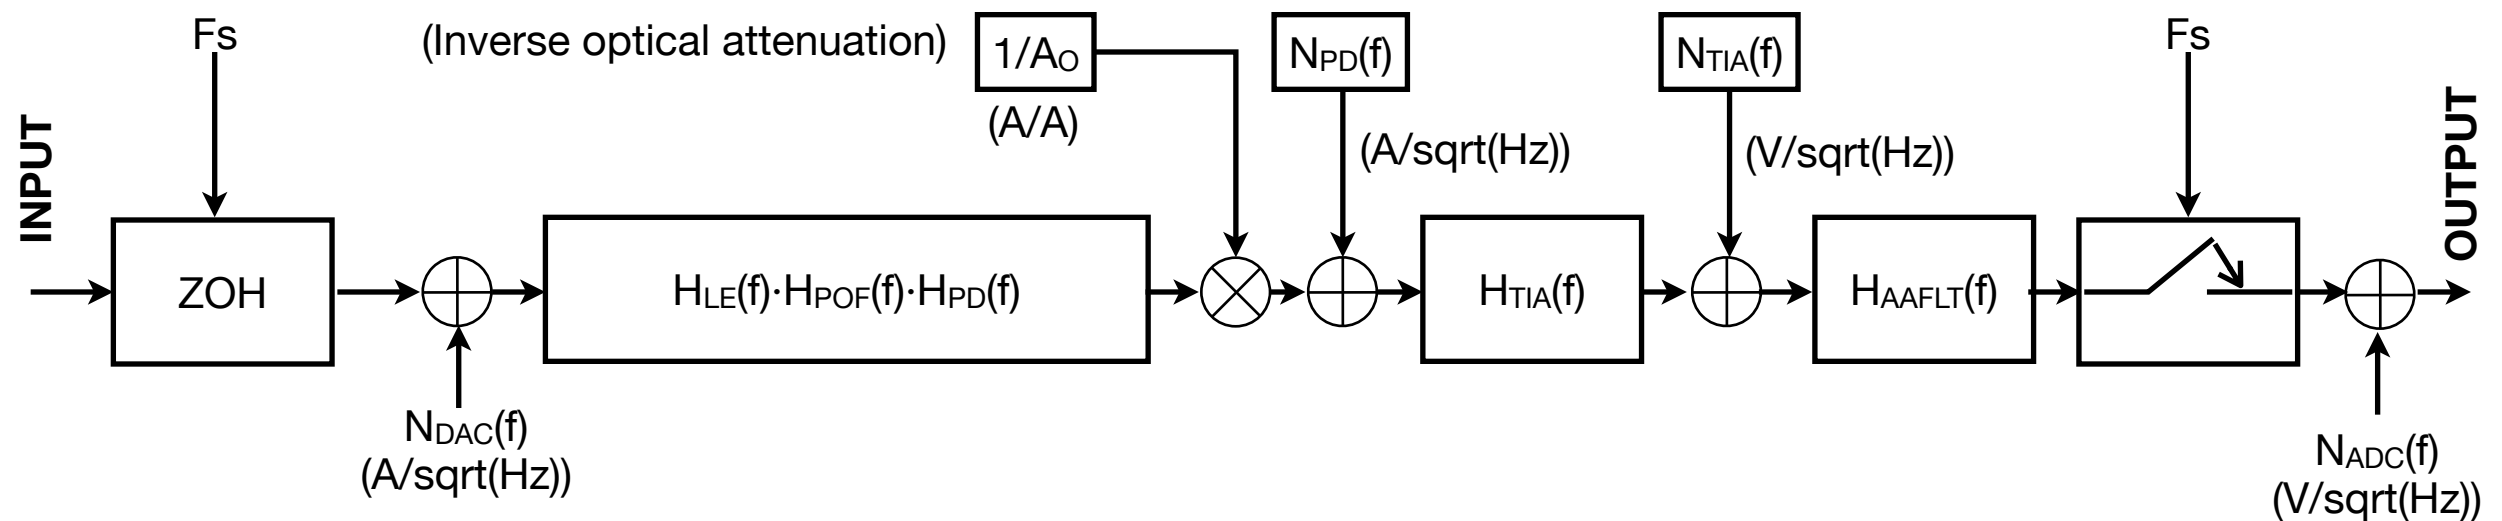 Fs
(Inverse optical attenuation)
1/AO
(A/A)
NPD(f)
(A/sqrt(Hz))
NTIA(f)
(V/sqrt(Hz))
Fs
INPUT
OUTPUT
ZOH
HLE(f)·HPOF(f)·HPD(f)
HTIA(f)
HAAFLT(f)
NDAC(f)
(A/sqrt(Hz))
NADC(f)
(V/sqrt(Hz))